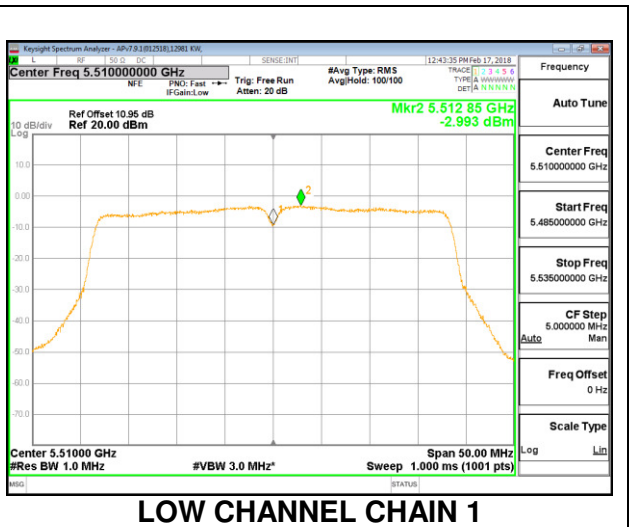 Keysight Spectrum Analyzer - APv7.9.1(012518),12981 KW,
L RF 50 Ω DC SENSE:INT 12:43:35 PM Feb 17, 2018
Center Freq 5.510000000 GHz
NFE PNO: Fast Trig: Free Run #Avg Type: RMS TRACE 1 2 3 4 5 6
IFGain:Low Atten: 20 dB Avg|Hold: 100/100 TYPE A WWWWW
DET A N N N N N
Ref Offset 10.95 dB Mkr2 5.512 85 GHz
10 dB/div Ref 20.00 dBm -2.993 dBm
Log
10.0
0.00
-10.0
-20.0
-30.0
-40.0
-50.0
-60.0
-70.0
1
2
Center 5.51000 GHz Span 50.00 MHz
#Res BW 1.0 MHz #VBW 3.0 MHz* Sweep 1.000 ms (1001 pts)
MSG STATUS
Frequency
Auto Tune
Center Freq
5.510000000 GHz
Start Freq
5.485000000 GHz
Stop Freq
5.535000000 GHz
CF Step
5.000000 MHz
Auto Man
Freq Offset
0 Hz
Scale Type
Log Lin
LOW CHANNEL CHAIN 1